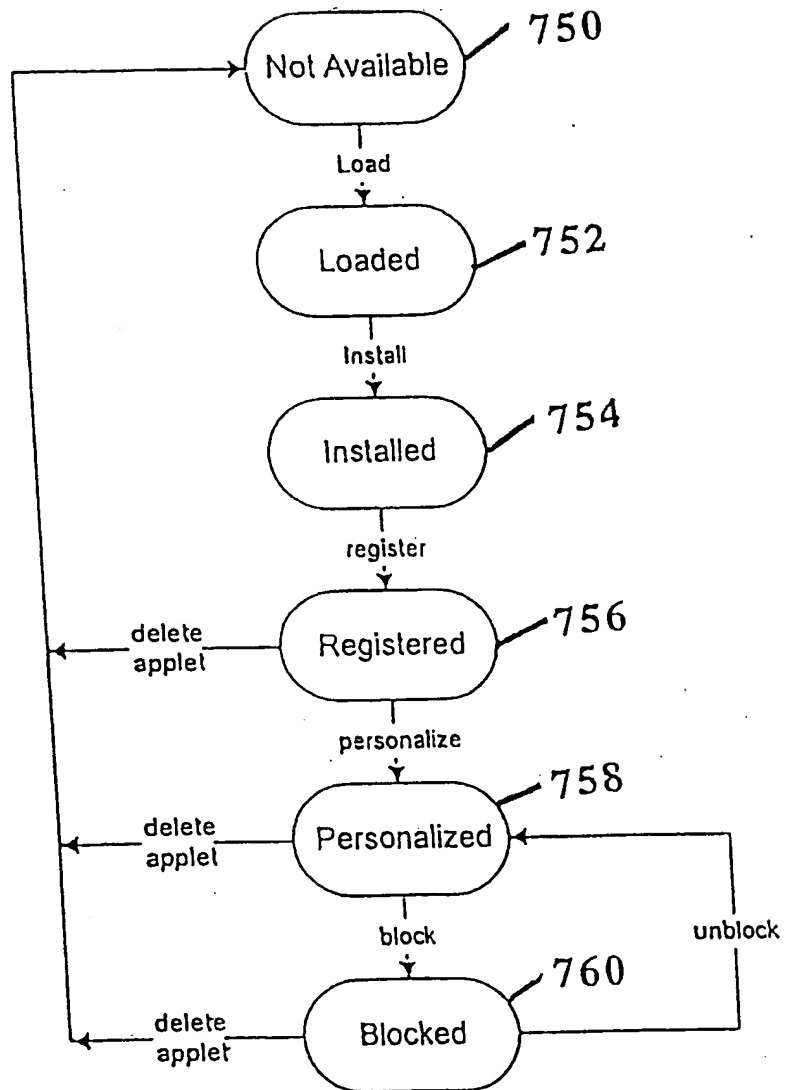 750
Not Available
Load
752
Loaded
Install
754
Installed
register
756
Registered
delete
applet
personalize
758
Personalized
delete
applet
block
unblock
760
Blocked
delete
applet